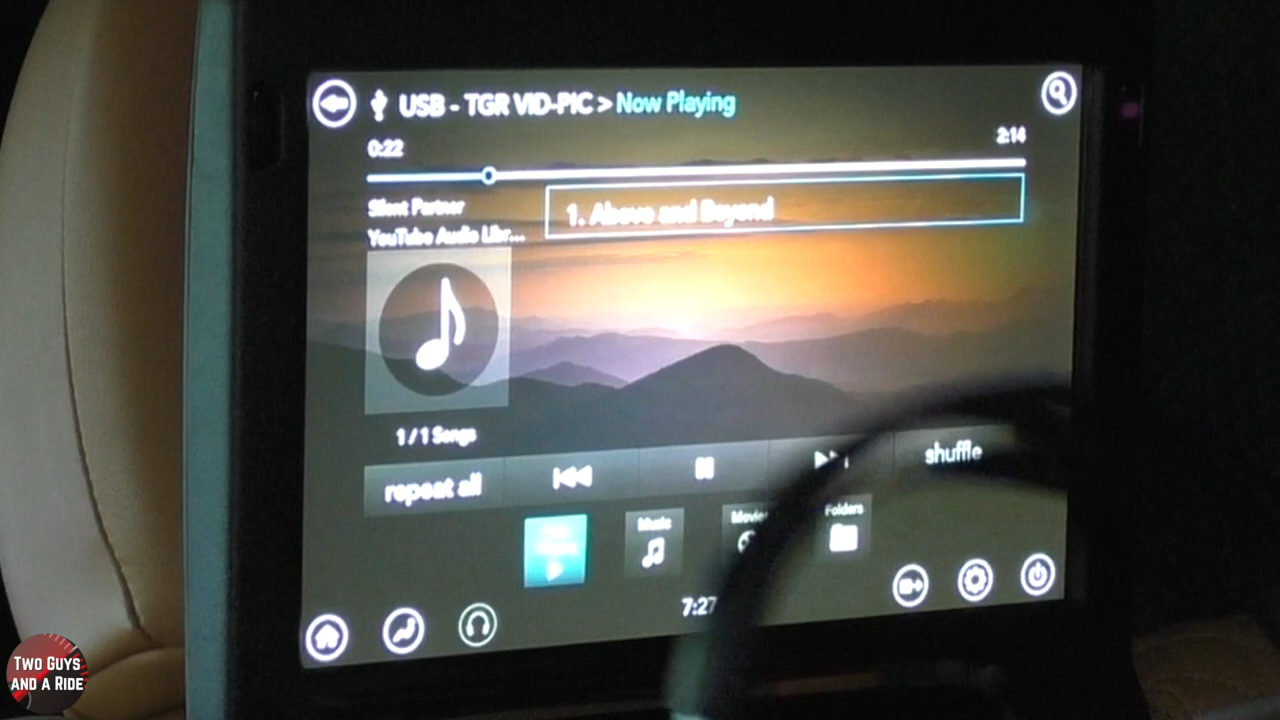 USB - TGR VID-PIC > Now Playing
0:22
2:14
Silent Partner
YouTube Audio Libr...
1. Above and Beyond
1 / 1 Songs
repeat all
shuffle
Music
Folders
7:27
TWO GUYS
AND A RIDE